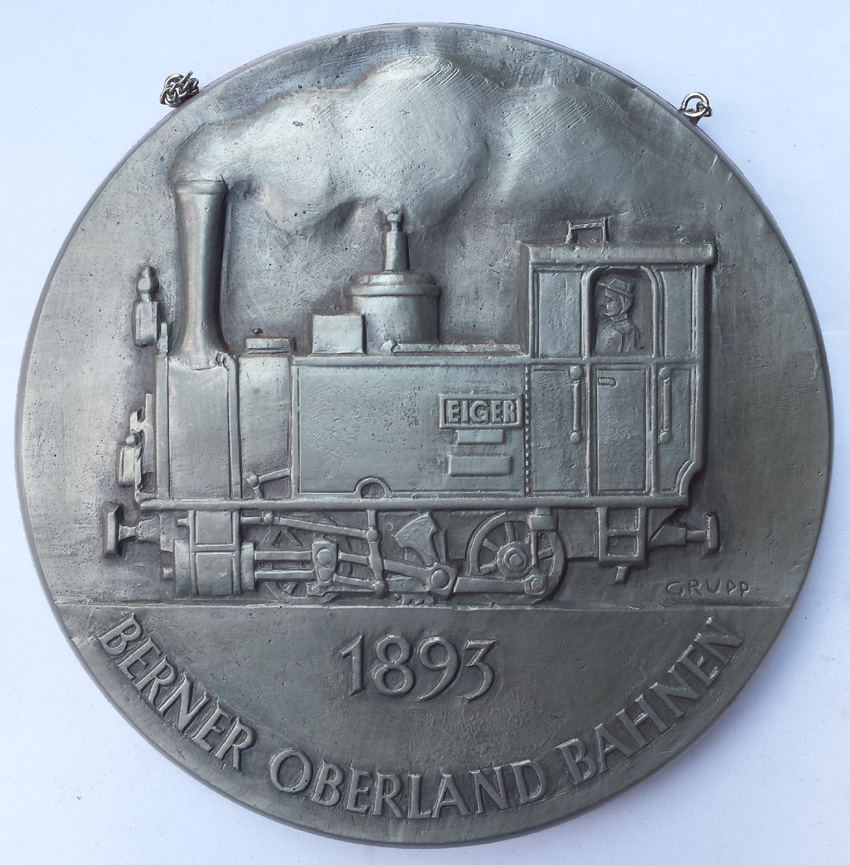 EIGER
GRUPP
1893
BERNER OBERLAND BAHNEN